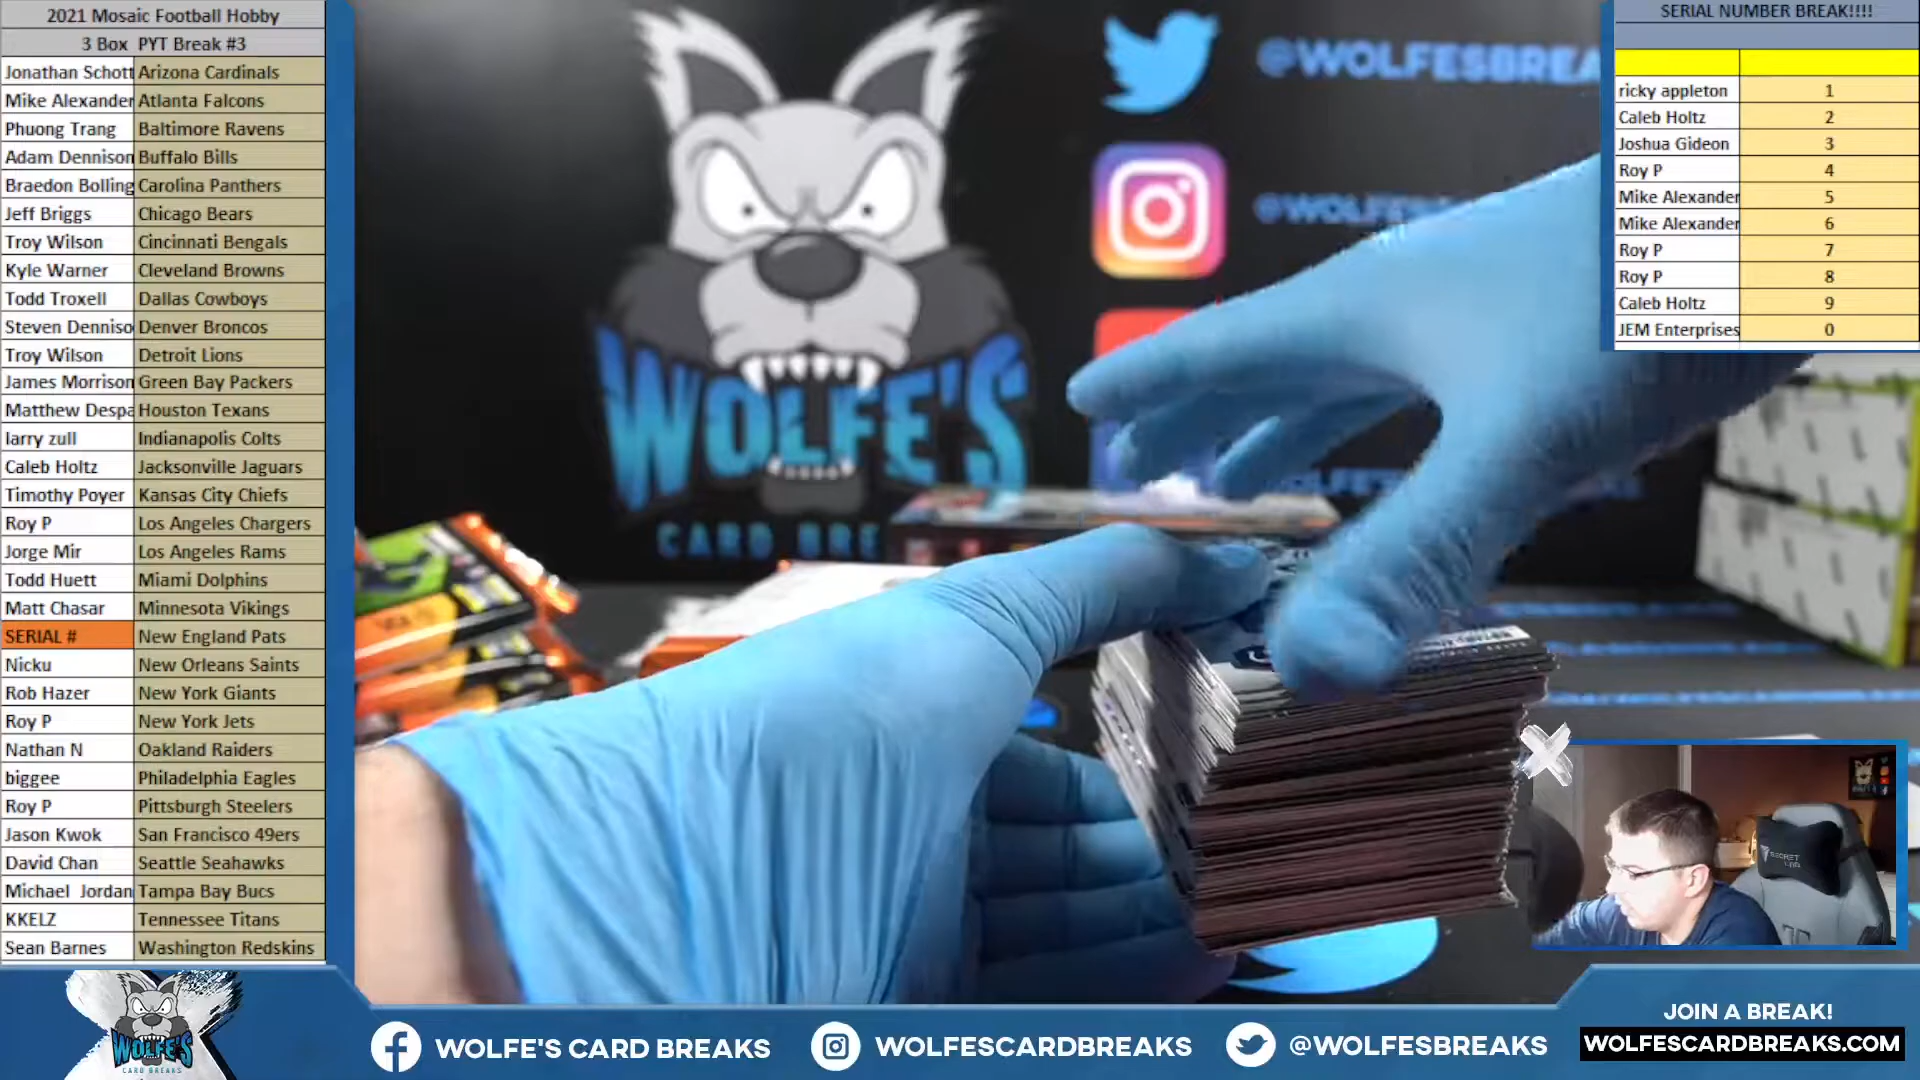 2021 Mosaic Football Hobby
3 Box PYT Break #3
Jonathan Schott Arizona Cardinals
Mike Alexander Atlanta Falcons
Phuong Trang Baltimore Ravens
Adam Dennison Buffalo Bills
Braedon Bolling Carolina Panthers
Jeff Briggs Chicago Bears
Troy Wilson Cincinnati Bengals
Kyle Warner Cleveland Browns
Todd Troxell Dallas Cowboys
Steven Denniso Denver Broncos
Troy Wilson Detroit Lions
James Morrison Green Bay Packers
Matthew Despa Houston Texans
larry zull Indianapolis Colts
Caleb Holtz Jacksonville Jaguars
Timothy Poyer Kansas City Chiefs
Roy P Los Angeles Chargers
Jorge Mir Los Angeles Rams
Todd Huett Miami Dolphins
Matt Chasar Minnesota Vikings
SERIAL # New England Pats
Nicku New Orleans Saints
Rob Hazer New York Giants
Roy P New York Jets
Nathan N Oakland Raiders
biggee Philadelphia Eagles
Roy P Pittsburgh Steelers
Jason Kwok San Francisco 49ers
David Chan Seattle Seahawks
Michael Jordan Tampa Bay Bucs
KKELZ Tennessee Titans
Sean Barnes Washington Redskins
@WOLFESBREA
WOLFE'S
CARD BRE
SERIAL NUMBER BREAK!!!!
ricky appleton 1
Caleb Holtz 2
Joshua Gideon 3
Roy P 4
Mike Alexander 5
Mike Alexander 6
Roy P 7
Roy P 8
Caleb Holtz 9
JEM Enterprises 0
WOLFE'S
CARD BREAKS
WOLFE'S CARD BREAKS
WOLFESCARDBREAKS
@WOLFESBREAKS
JOIN A BREAK!
WOLFESCARDBREAKS.COM